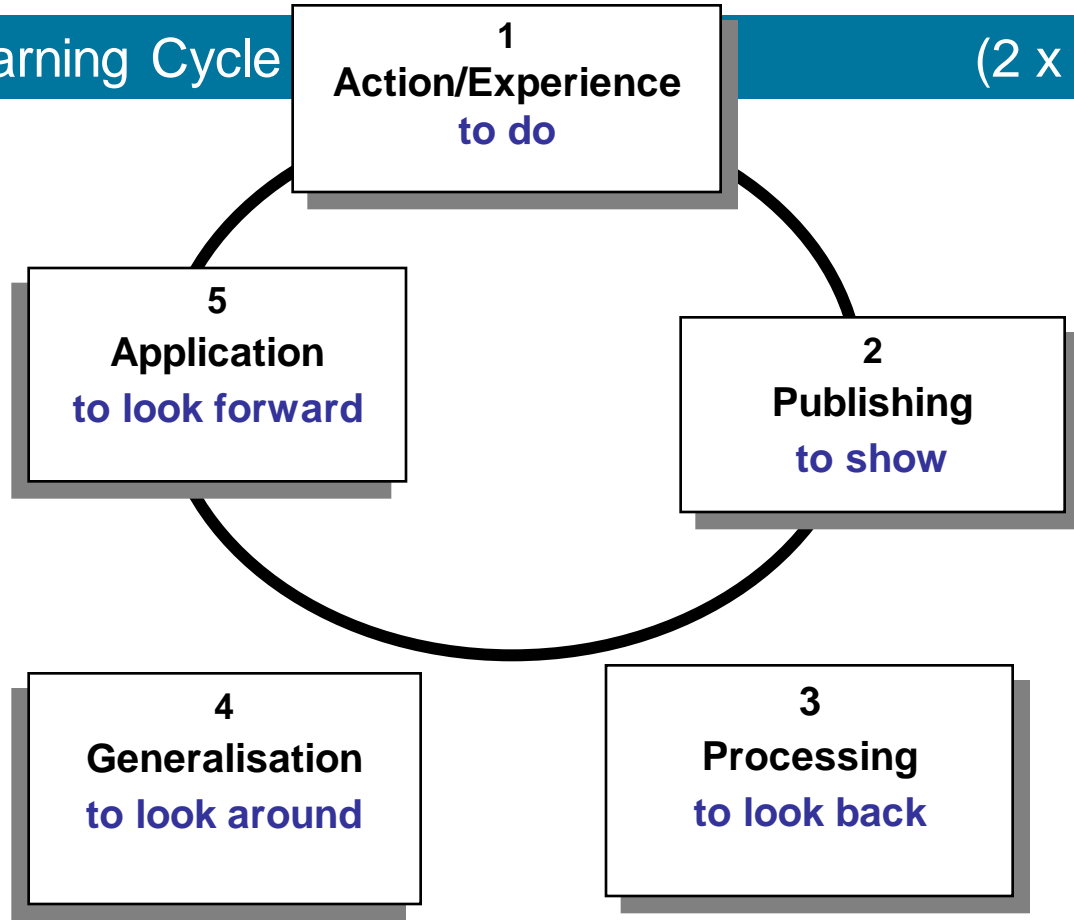 arning Cycle (2 x
1
Action/Experience
to do
2
Publishing
to show
3
Processing
to look back
4
Generalisation
to look around
5
Application
to look forward